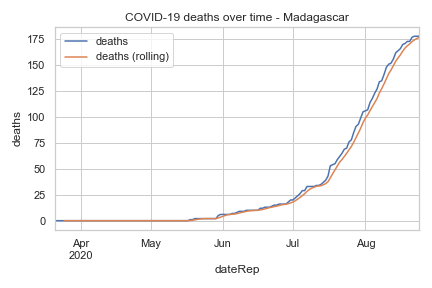 COVID-19 deaths over time - Madagascar
deaths
deaths (rolling)
175
150
125
100
75
50
25
0
deaths
Apr
2020
May
Jun
Jul
Aug
dateRep